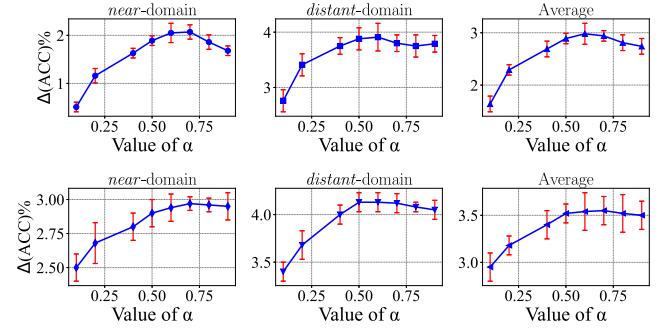 near-domain
distant-domain
Average
Δ(ACC)%
2
1
4
3
3
2
0.25 0.50 0.75
0.25 0.50 0.75
0.25 0.50 0.75
Value of α
Value of α
Value of α
near-domain
distant-domain
Average
Δ(ACC)%
3.00
2.75
2.50
4.0
3.5
3.5
3.0
0.25 0.50 0.75
0.25 0.50 0.75
0.25 0.50 0.75
Value of α
Value of α
Value of α